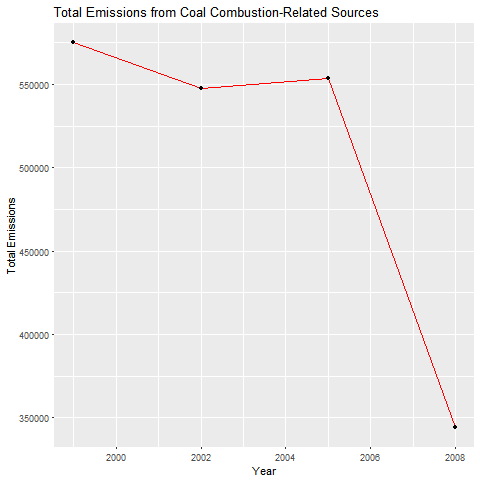 Total Emissions from Coal Combustion-Related Sources
550000
500000
450000
400000
350000
Total Emissions
2000 2002 2004 2006 2008
Year